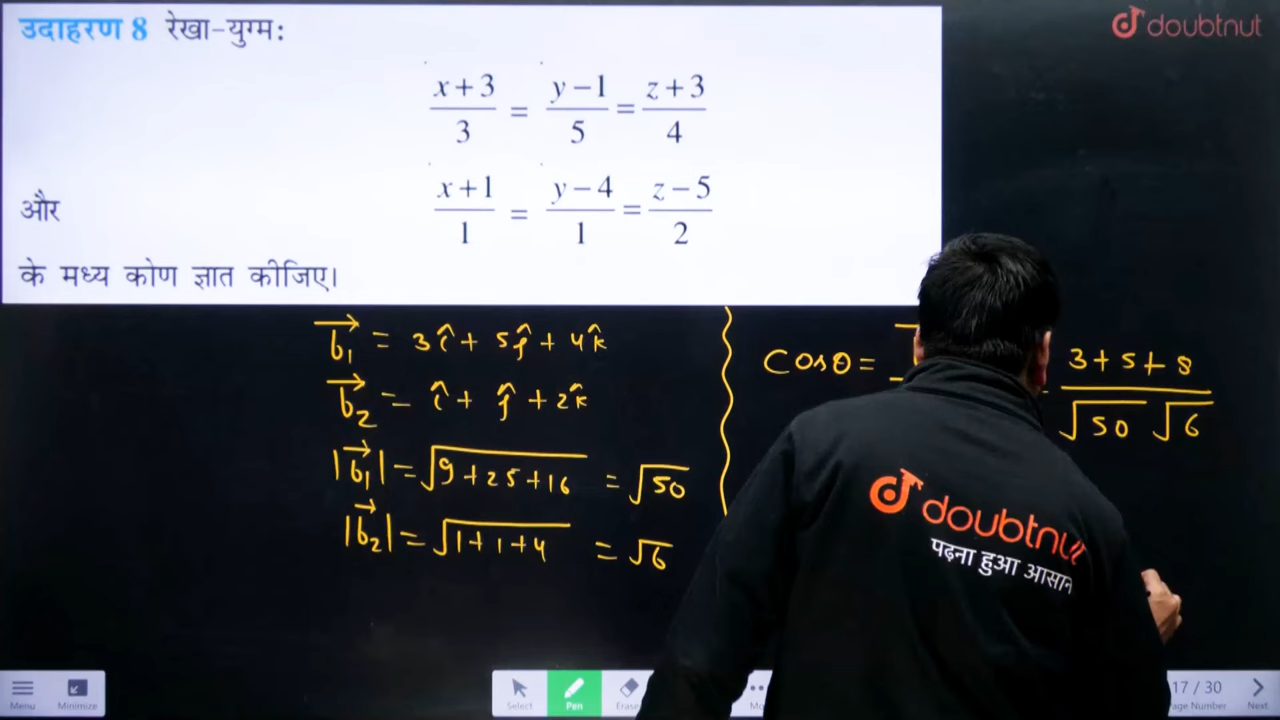 उदाहरण 8 रेखा-युग्म:
doubtnut
x+3/3 = y-1/5 = z+3/4
और
x+1/1 = y-4/1 = z-5/2
के मध्य कोण ज्ञात कीजिए।
b₁ = 3î + 5ĵ + 4k̂
b₂ = î + ĵ + 2k̂
|b₁| = √9+25+16 = √50
|b₂| = √1+1+4 = √6
Cosθ =
3+5+8/√50 √6
doubtnut
पढ़ना हुआ आसान
Menu
Minimize
Select
Pen
17 / 30
Next